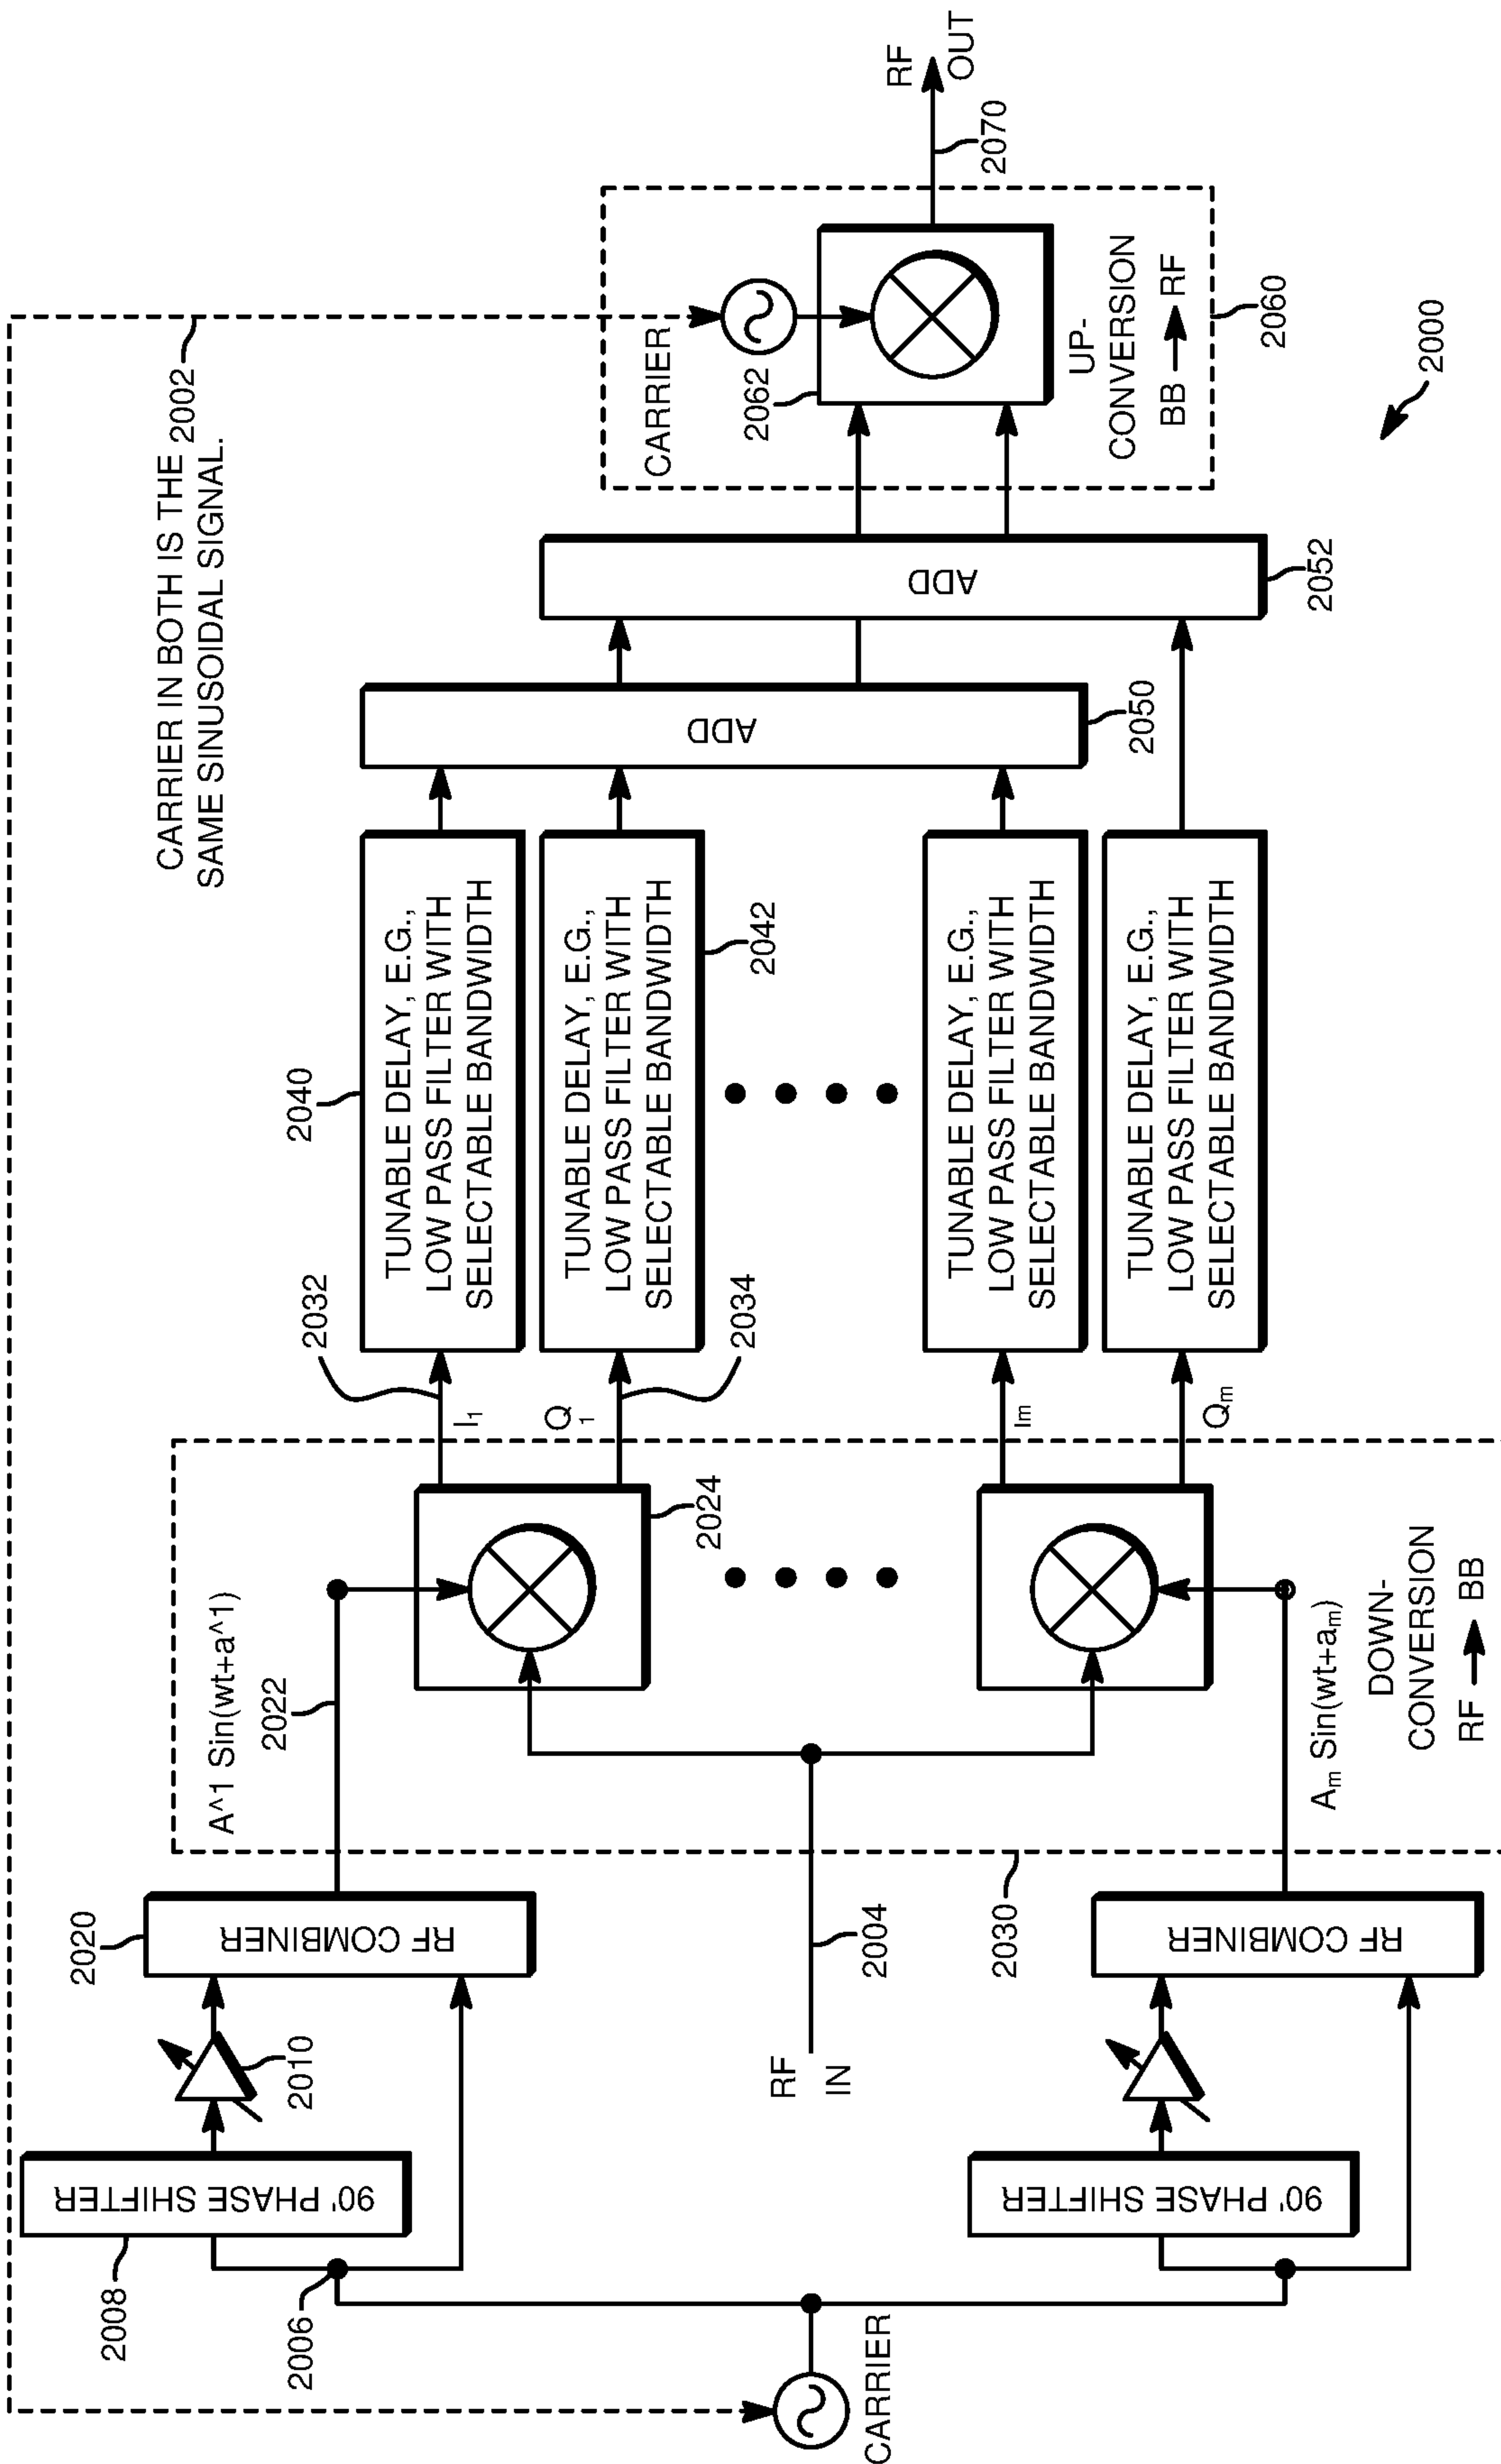 CARRIER IN BOTH IS THE 2002
SAME SINUSOIDAL SIGNAL.
2008
90' PHASE SHIFTER
2006
2010
2020
RF COMBINER
A^1 Sin(wt+a^1)
2022
2024
2032
I1
Q1
2034
2040
TUNABLE DELAY, E.G.,
LOW PASS FILTER WITH
SELECTABLE BANDWIDTH
TUNABLE DELAY, E.G.,
LOW PASS FILTER WITH
SELECTABLE BANDWIDTH
2042
ADD
2050
ADD
2052
CARRIER
2062
UP-
CONVERSION
BB RF
2060
RF
OUT
2070
CARRIER
RF
IN
2004
2030
90' PHASE SHIFTER
RF COMBINER
Am Sin(wt+am)
DOWN-
CONVERSION
RF BB
Im
Qm
TUNABLE DELAY, E.G.,
LOW PASS FILTER WITH
SELECTABLE BANDWIDTH
TUNABLE DELAY, E.G.,
LOW PASS FILTER WITH
SELECTABLE BANDWIDTH
2000